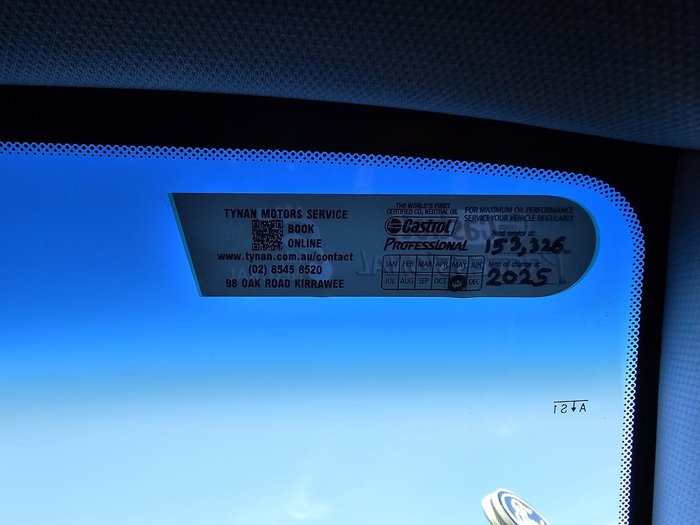 TYNAN MOTORS SERVICE
BOOK
ONLINE
www.tynan.com.au/contact
(02) 8545 8520
98 OAK ROAD KIRRAWEE
THE WORLD'S FIRST
CERTIFIED CO₂ NEUTRAL OIL
Castrol
PROFESSIONAL
JAN FEB MAR APR MAY JUN
JUL AUG SEP OCT DEC
FOR MAXIMUM OIL PERFORMANCE
SERVICE YOUR VEHICLE REGULARLY
Next service at:
153,226 km
Next oil change at:
2025
AS1